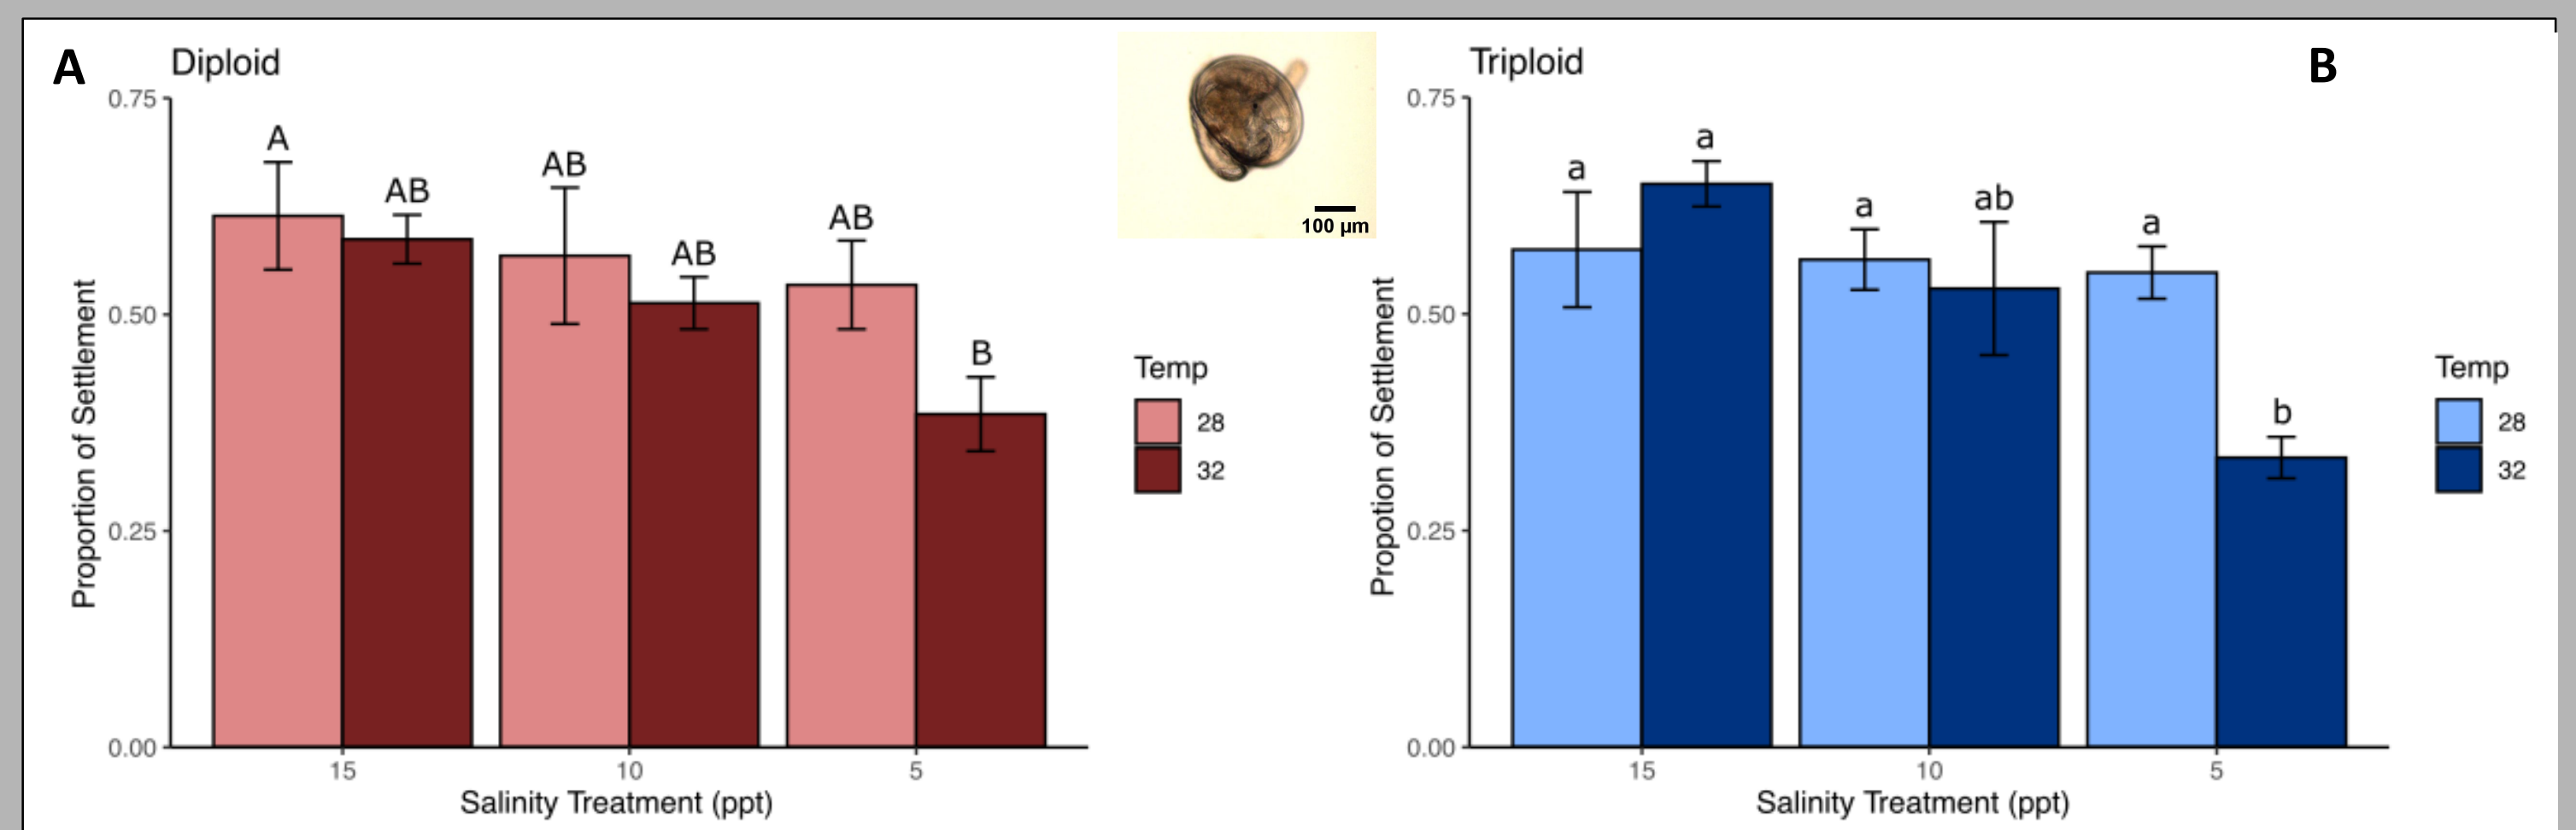 A
Diploid
0.75
0.50
0.25
0.00
Proportion of Settlement
A
AB
AB
AB
AB
B
15
10
5
Salinity Treatment (ppt)
Temp
28
32
100 µm
Triploid
B
0.75
0.50
0.25
0.00
Propotion of Settlement
a
a
a
ab
a
b
15
10
5
Salinity Treatment (ppt)
Temp
28
32